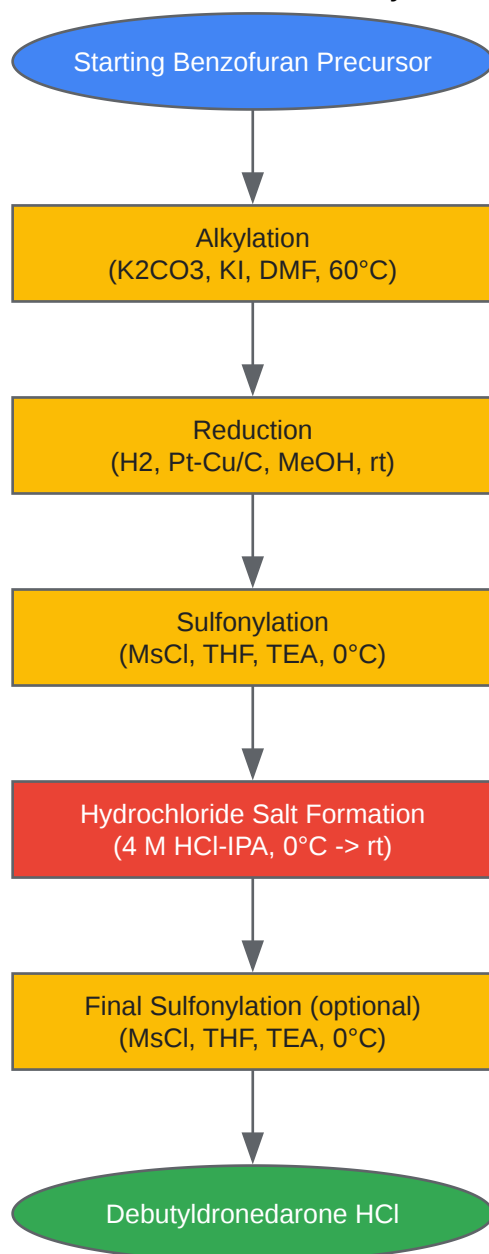 Starting Benzofuran Precursor
Alkylation
(K2CO3, KI, DMF, 60°C)
Reduction
(H2, Pt-Cu/C, MeOH, rt)
Sulfonylation
(MsCl, THF, TEA, 0°C)
Hydrochloride Salt Formation
(4 M HCl-IPA, 0°C -> rt)
Final Sulfonylation (optional)
(MsCl, THF, TEA, 0°C)
Debutyldronedarone HCl